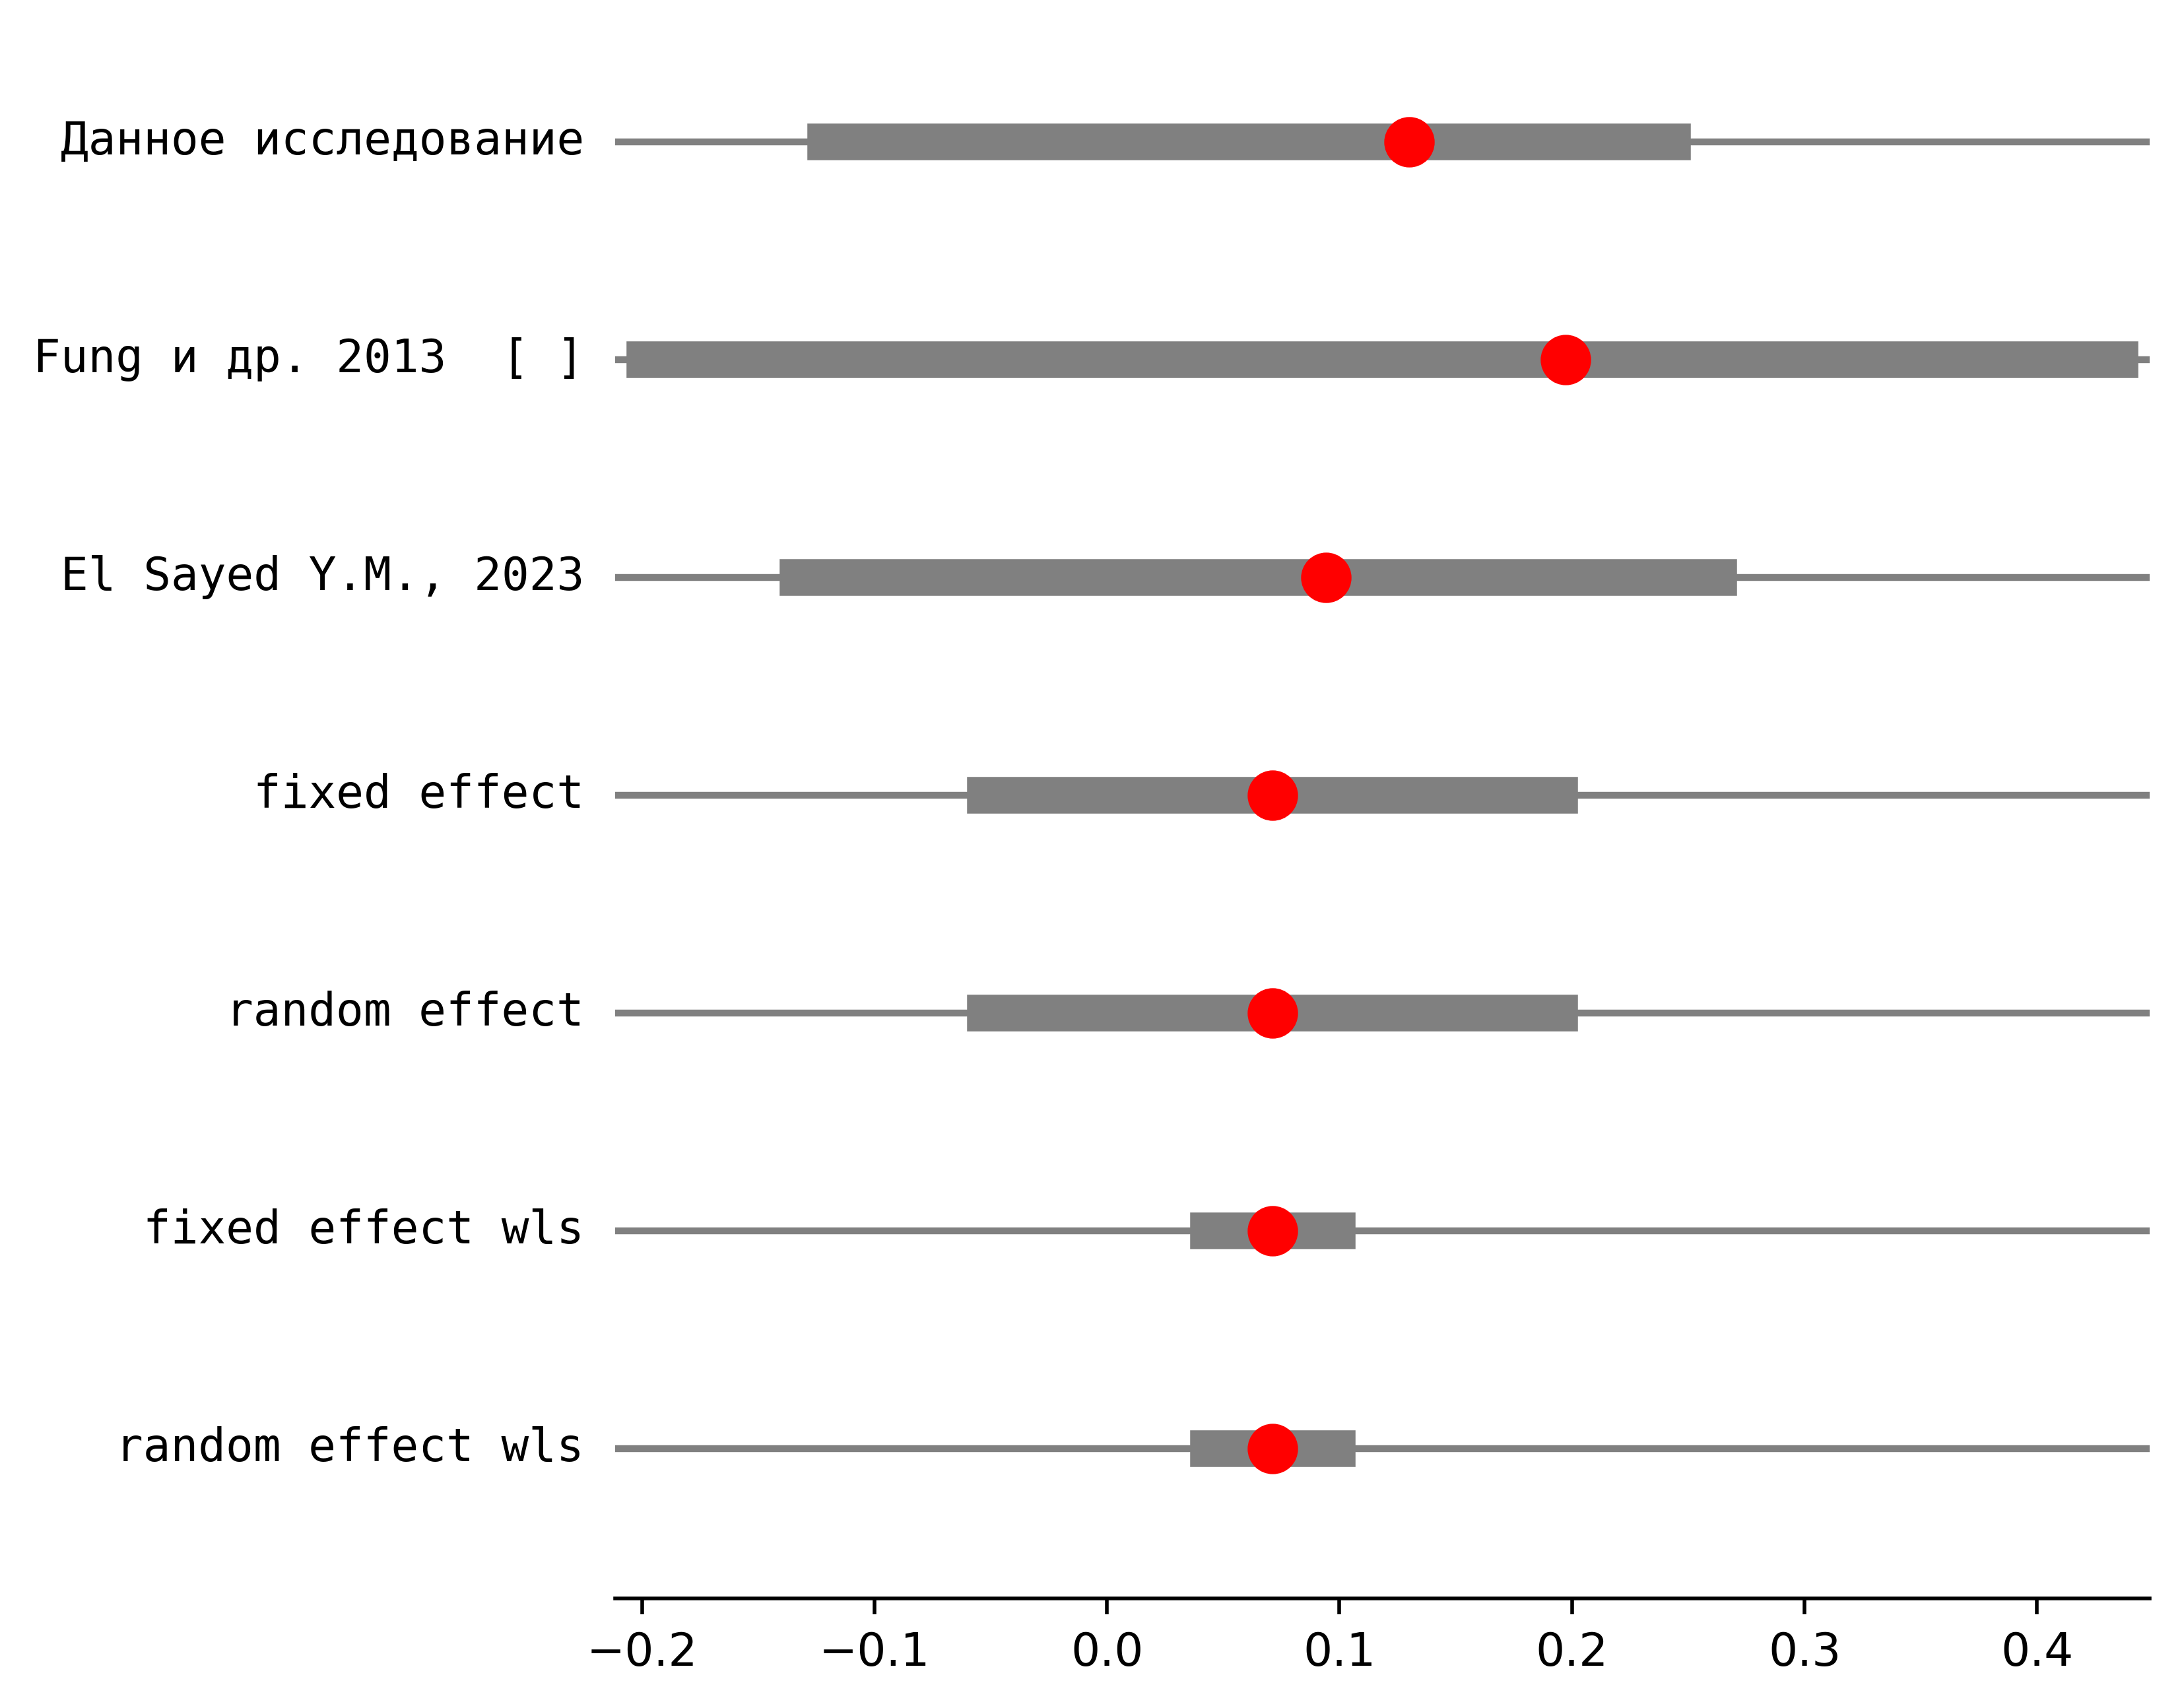 Данное исследование
Fung и др. 2013  [ ]
El Sayed Y.M., 2023
fixed effect
random effect
fixed effect wls
random effect wls
−0.2 −0.1 0.0 0.1 0.2 0.3 0.4